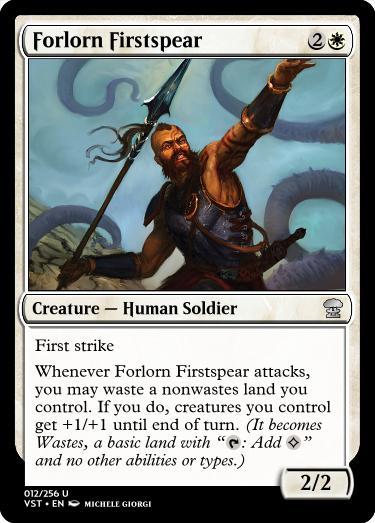 Forlorn Firstspear 2
Creature — Human Soldier
First strike
Whenever Forlorn Firstspear attacks,
you may waste a nonwastes land you
control. If you do, creatures you control
get +1/+1 until end of turn. (It becomes
Wastes, a basic land with “: Add ”
and no other abilities or types.)
2/2
012/256 U
VST • EN MICHELE GIORGI